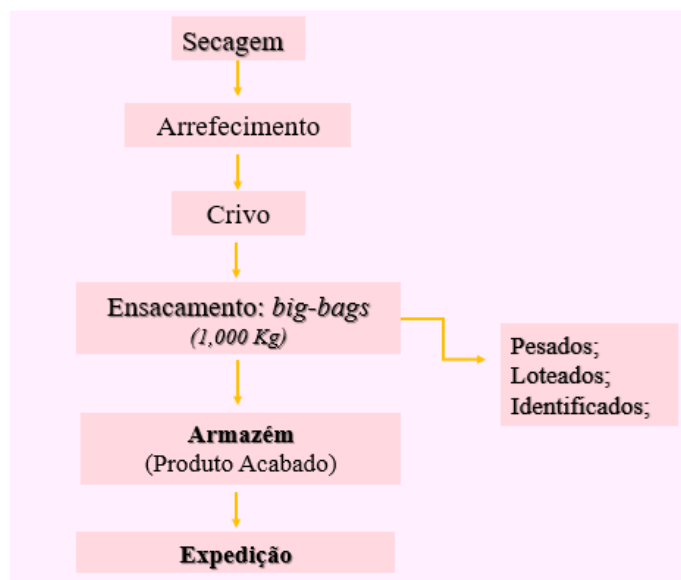 Secagem
Arrefecimento
Crivo
Ensacamento: big-bags
(1,000 Kg)
Pesados;
Loteados;
Identificados;
Armazém
(Produto Acabado)
Expedição